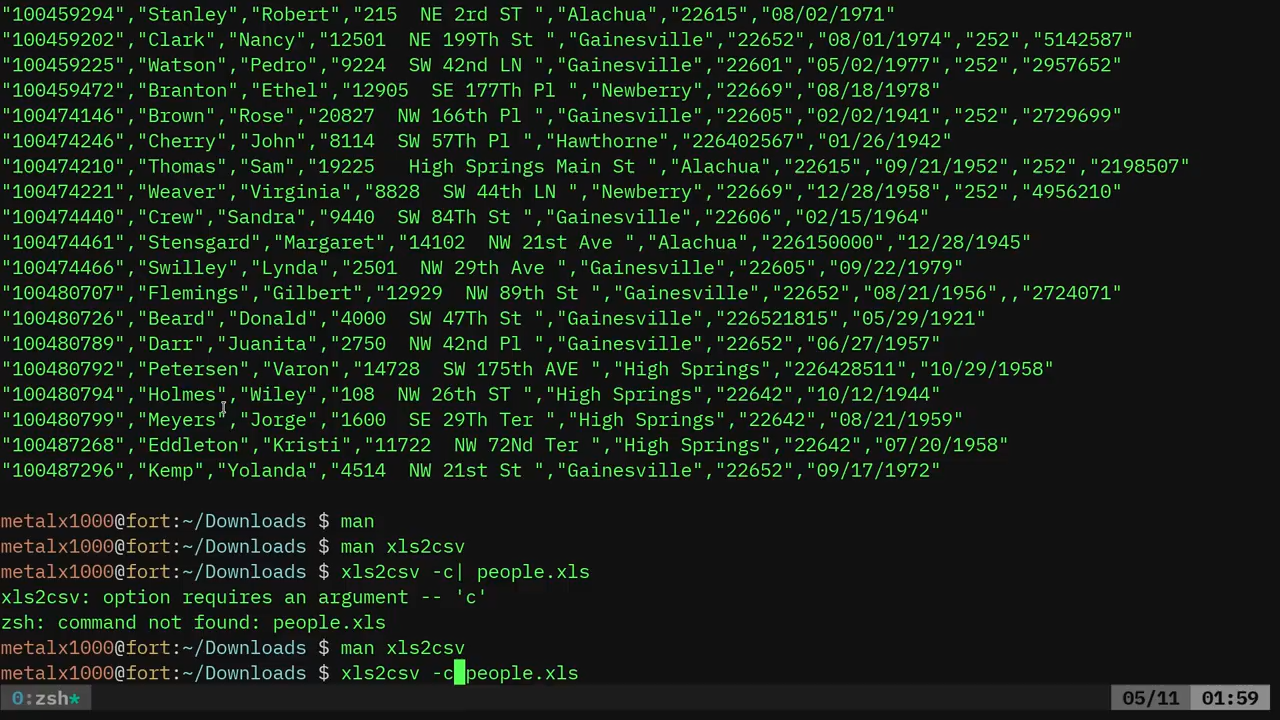 "100459294","Stanley","Robert","215  NE 2rd ST ","Alachua","22615","08/02/1971"
"100459202","Clark","Nancy","12501  NE 199Th St ","Gainesville","22652","08/01/1974","252","5142587"
"100459225","Watson","Pedro","9224  SW 42nd LN ","Gainesville","22601","05/02/1977","252","2957652"
"100459472","Branton","Ethel","12905  SE 177Th Pl ","Newberry","22669","08/18/1978"
"100474146","Brown","Rose","20827  NW 166th Pl ","Gainesville","22605","02/02/1941","252","2729699"
"100474246","Cherry","John","8114  SW 57Th Pl ","Hawthorne","226402567","01/26/1942"
"100474210","Thomas","Sam","19225   High Springs Main St ","Alachua","22615","09/21/1952","252","2198507"
"100474221","Weaver","Virginia","8828  SW 44th LN ","Newberry","22669","12/28/1958","252","4956210"
"100474440","Crew","Sandra","9440  SW 84Th St ","Gainesville","22606","02/15/1964"
"100474461","Stensgard","Margaret","14102  NW 21st Ave ","Alachua","226150000","12/28/1945"
"100474466","Swilley","Lynda","2501  NW 29th Ave ","Gainesville","22605","09/22/1979"
"100480707","Flemings","Gilbert","12929  NW 89th St ","Gainesville","22652","08/21/1956",,"2724071"
"100480726","Beard","Donald","4000  SW 47Th St ","Gainesville","226521815","05/29/1921"
"100480789","Darr","Juanita","2750  NW 42nd Pl ","Gainesville","22652","06/27/1957"
"100480792","Petersen","Varon","14728  SW 175th AVE ","High Springs","226428511","10/29/1958"
"100480794","Holmes","Wiley","108  NW 26th ST ","High Springs","22642","10/12/1944"
"100480799","Meyers","Jorge","1600  SE 29Th Ter ","High Springs","22642","08/21/1959"
"100487268","Eddleton","Kristi","11722  NW 72Nd Ter ","High Springs","22642","07/20/1958"
"100487296","Kemp","Yolanda","4514  NW 21st St ","Gainesville","22652","09/17/1972"
metalx1000@fort:~/Downloads $ man
metalx1000@fort:~/Downloads $ man xls2csv
metalx1000@fort:~/Downloads $ xls2csv -c| people.xls
xls2csv: option requires an argument -- 'c'
zsh: command not found: people.xls
metalx1000@fort:~/Downloads $ man xls2csv
metalx1000@fort:~/Downloads $ xls2csv -c people.xls
0:zsh* 05/11 01:59